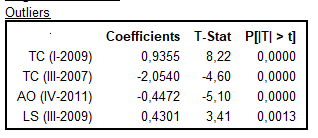 Outliers
Coefficients T-Stat P[|T| > t]
TC (I-2009) 0,9355 8,22 0,0000
TC (III-2007) -2,0540 -4,60 0,0000
AO (IV-2011) -0,4472 -5,10 0,0000
LS (III-2009) 0,4301 3,41 0,0013